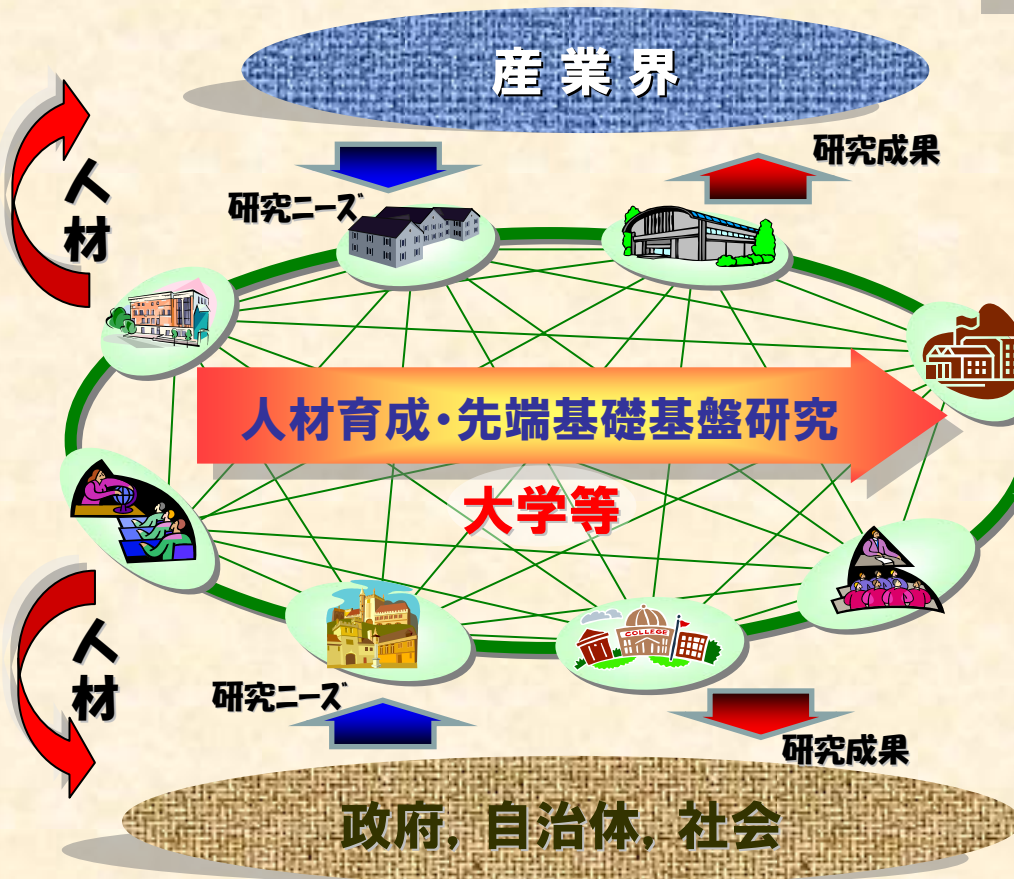 産業界
研究成果
人材
研究ニーズ
人材育成・先端基礎基盤研究
大学等
COLLEGE
人材
研究ニーズ
研究成果
政府，自治体，社会